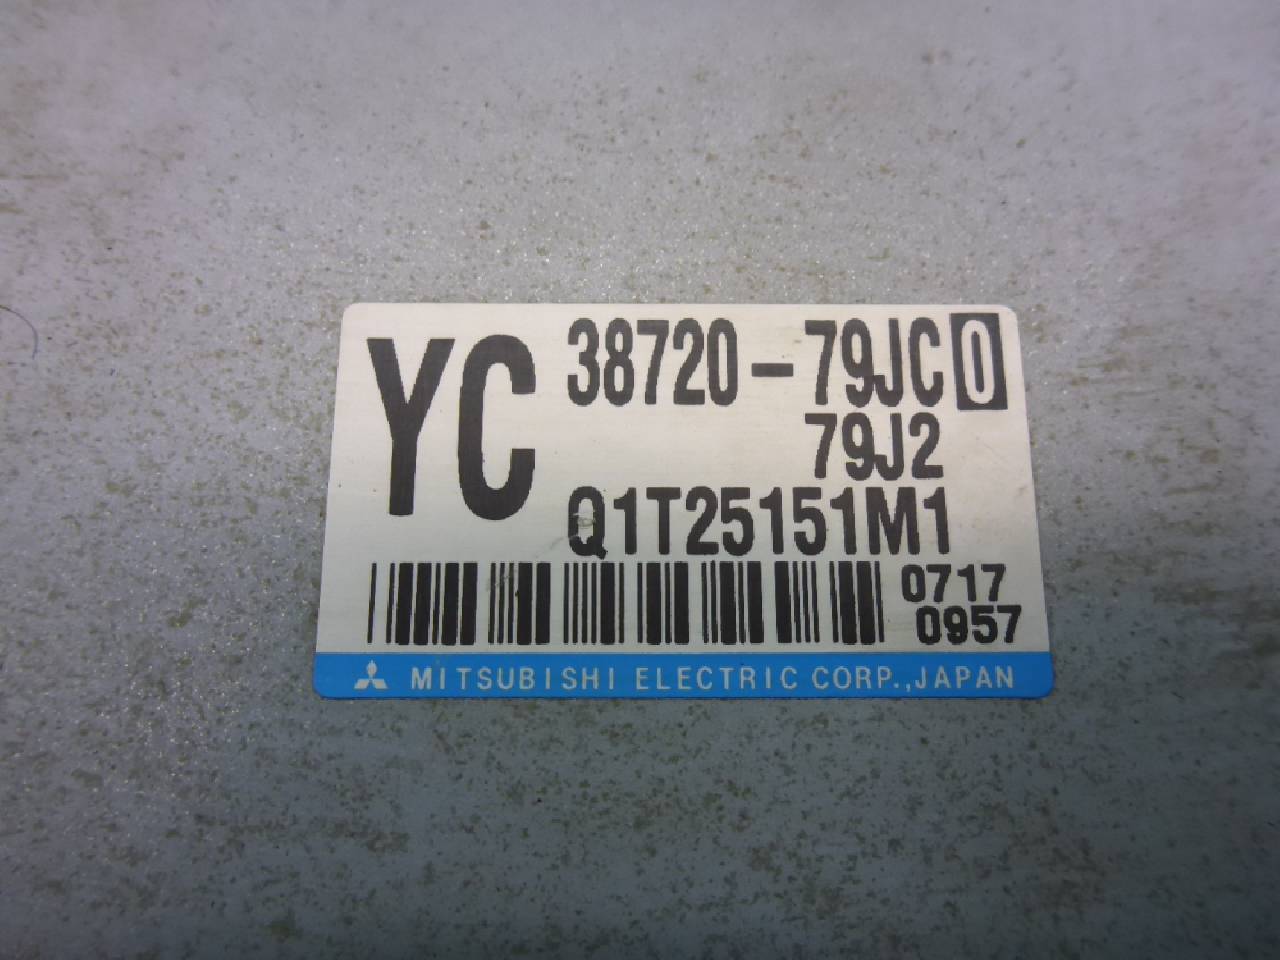 YC 38720-79JC0
79J2
Q1T25151M1
0717
0957
MITSUBISHI ELECTRIC CORP.,JAPAN